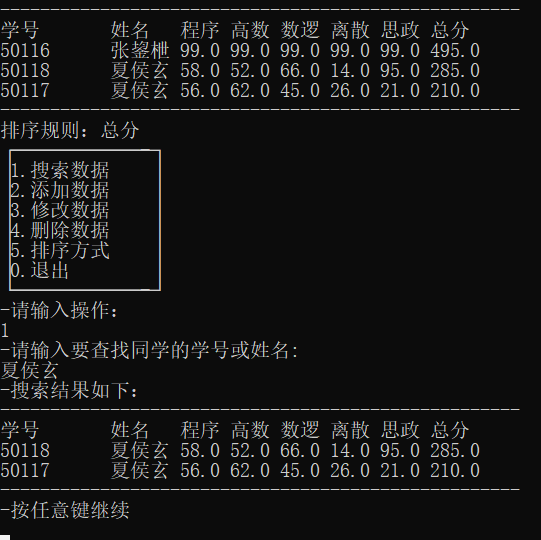 学号 姓名 程序 高数 数逻 离散 思政 总分
50116 张鋆枻 99.0 99.0 99.0 99.0 99.0 495.0
50118 夏侯玄 58.0 52.0 66.0 14.0 95.0 285.0
50117 夏侯玄 56.0 62.0 45.0 26.0 21.0 210.0
排序规则：总分
1.搜索数据
2.添加数据
3.修改数据
4.删除数据
5.排序方式
0.退出
-请输入操作：
1
-请输入要查找同学的学号或姓名:
夏侯玄
-搜索结果如下：
学号 姓名 程序 高数 数逻 离散 思政 总分
50118 夏侯玄 58.0 52.0 66.0 14.0 95.0 285.0
50117 夏侯玄 56.0 62.0 45.0 26.0 21.0 210.0
-按任意键继续